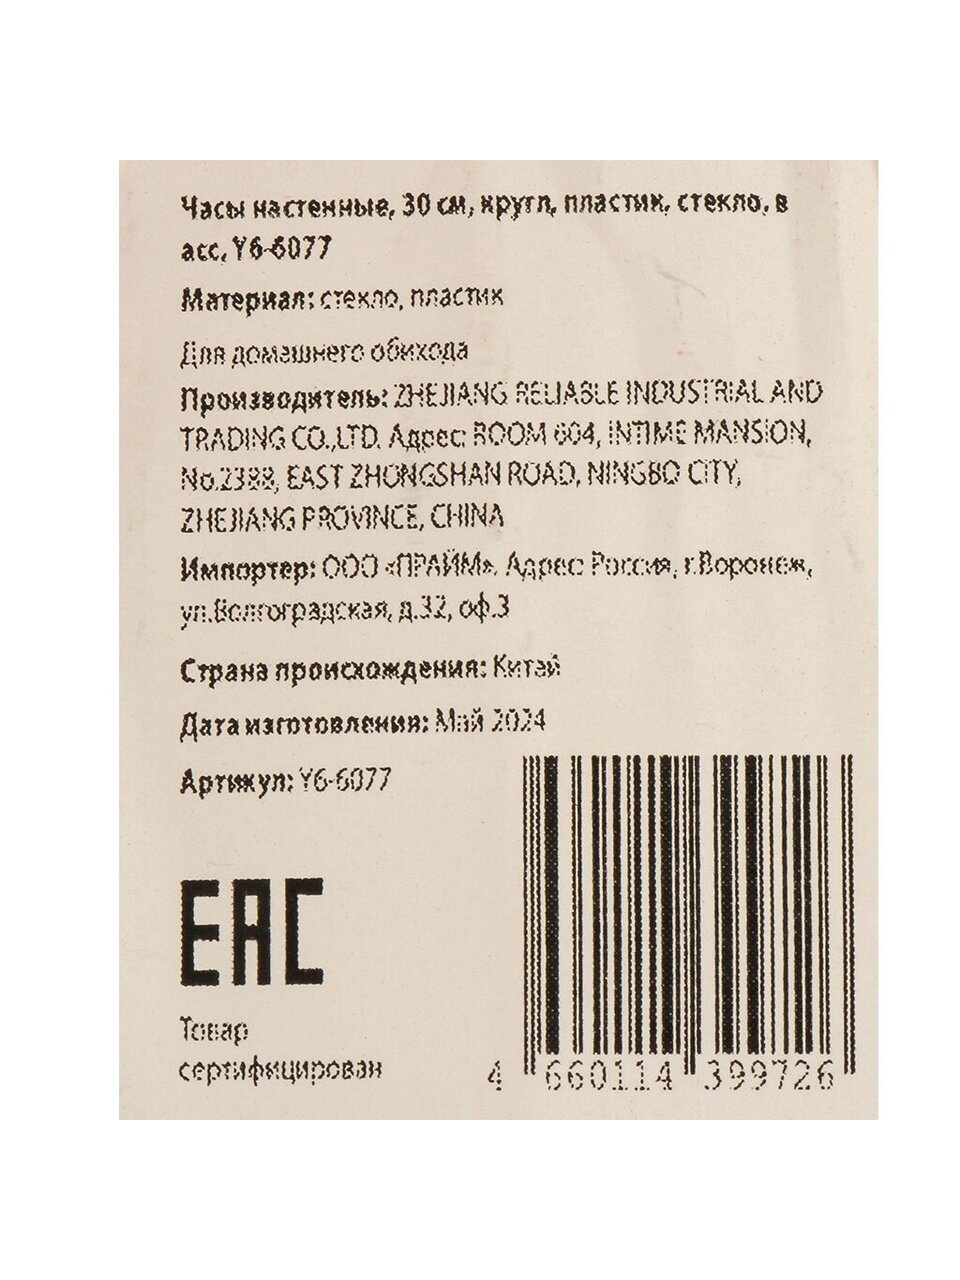 Часы настенные, 30 см, кругл, пластик, стекло, в
асс, Y6-6077
Материал: стекло, пластик
Для домашнего обихода
Производитель: ZHEJIANG RELIABLE INDUSTRIAL AND
TRADING CO.,LTD. Адрес: ROOM 604, INTIME MANSION,
No.2388, EAST ZHONGSHAN ROAD, NINGBO CITY,
ZHEJIANG PROVINCE, CHINA
Импортер: ООО «ПРАЙМ». Адрес: Россия, г.Воронеж,
ул.Волгоградская, д.32, оф.3
Страна происхождения: Китай
Дата изготовления: Май 2024
Артикул: Y6-6077
EAC
Товар
сертифицирован
4 660114 399726